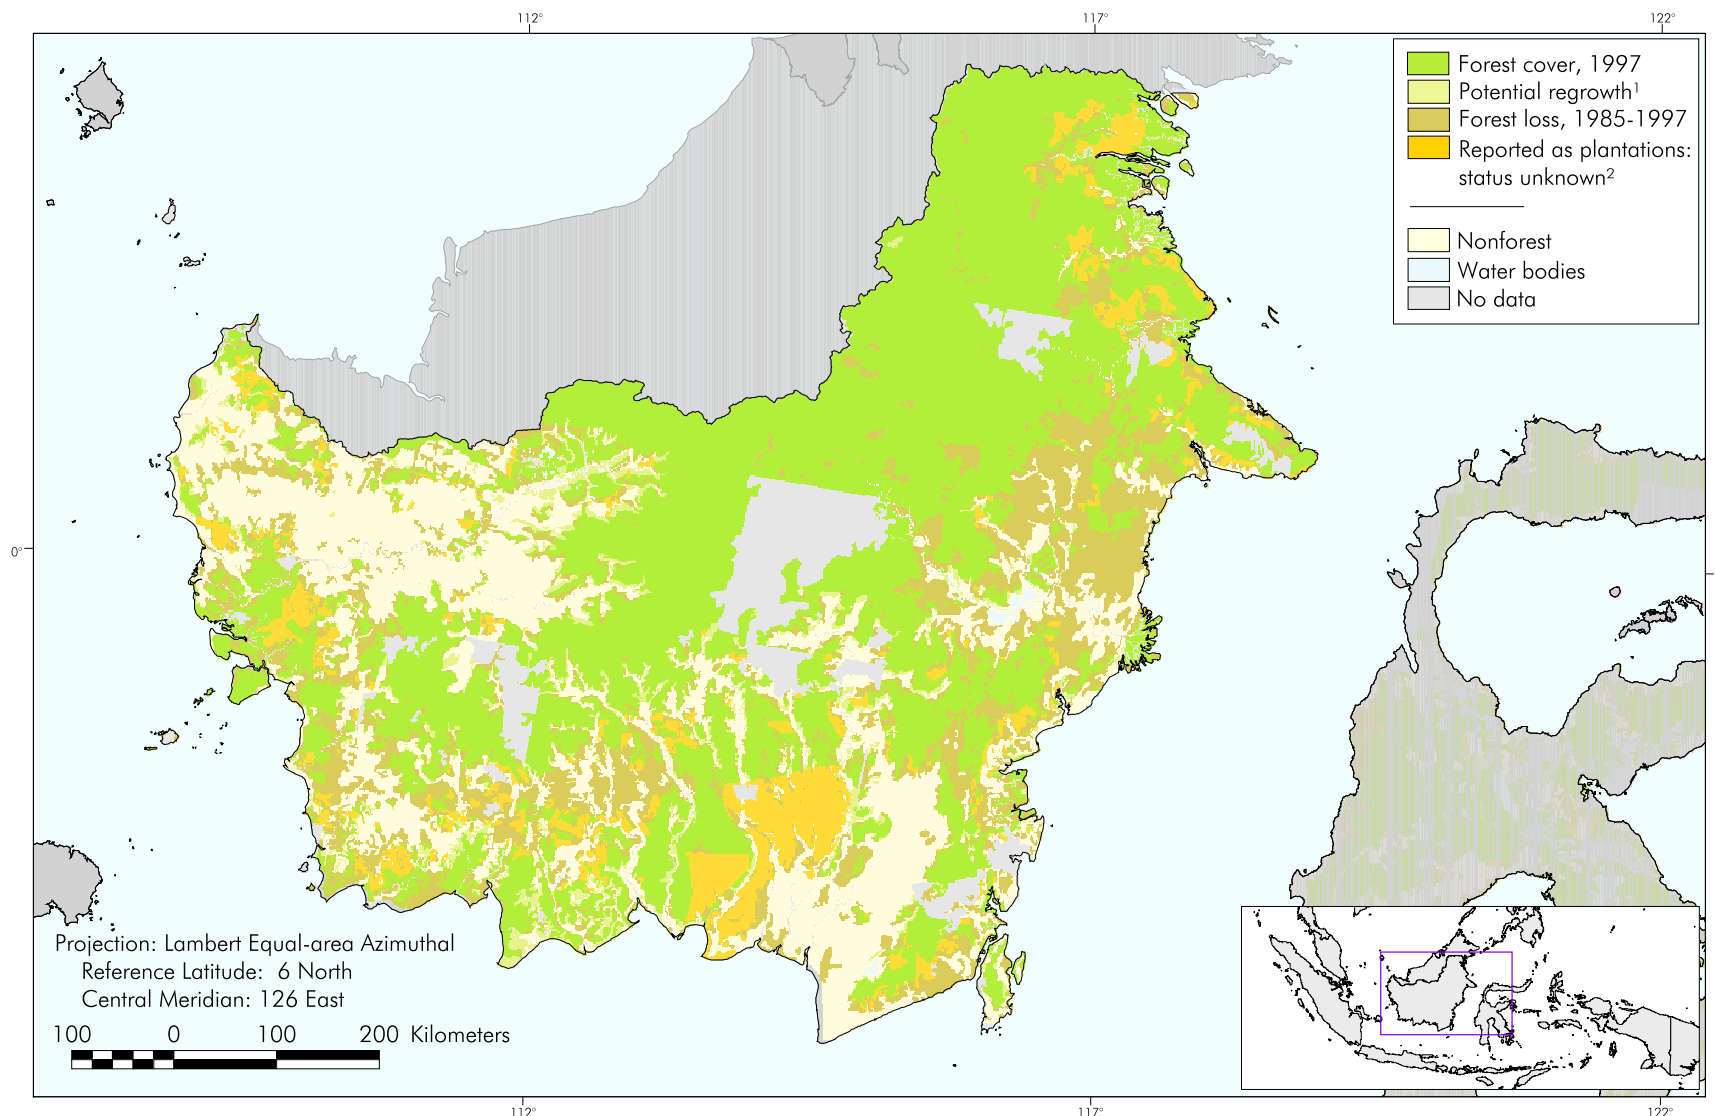 112°
117°
122°
Forest cover, 1997
Potential regrowth¹
Forest loss, 1985-1997
Reported as plantations:
status unknown²
Nonforest
Water bodies
No data
0°
Projection: Lambert Equal-area Azimuthal
Reference Latitude: 6 North
Central Meridian: 126 East
100 0 100 200 Kilometers
112°
117°
122°